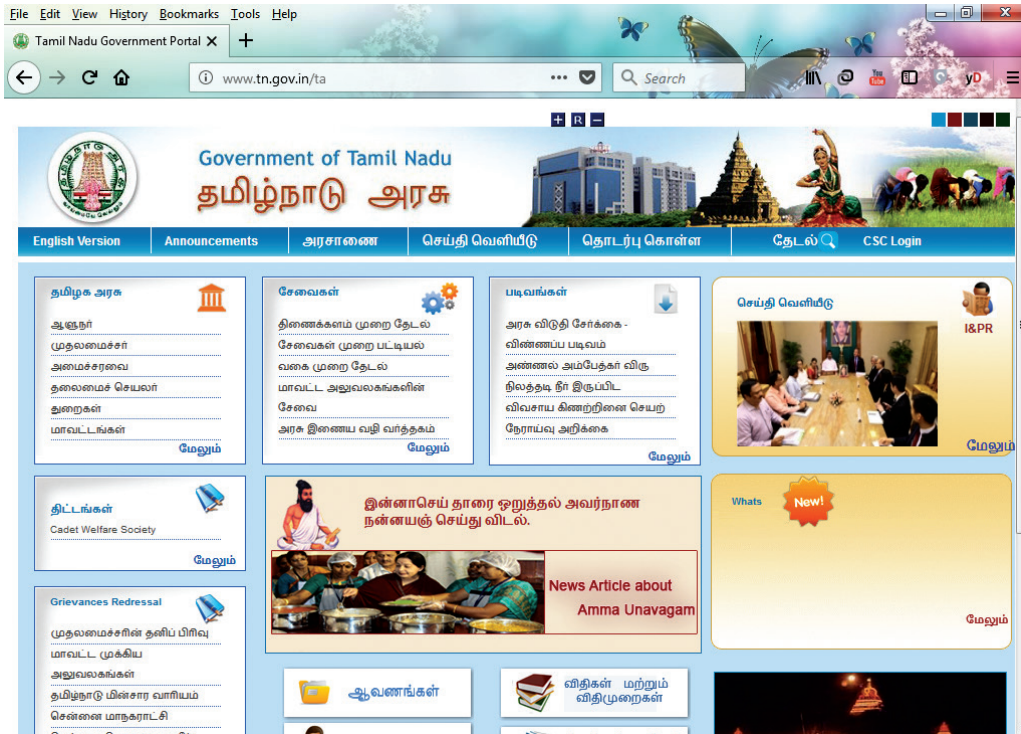 File Edit View History Bookmarks Tools Help
Tamil Nadu Government Portal
www.tn.gov.in/ta
Search
You Tube
yD
+ R −
Government of Tamil Nadu
தமிழ்நாடு அரசு
English Version Announcements அரசாணை செய்தி வெளியீடு தொடர்பு கொள்ள தேடல் CSC Login
தமிழக அரசு
ஆளுநர்
முதலமைச்சர்
அமைச்சரவை
தலைமைச் செயலர்
துறைகள்
மாவட்டங்கள்
மேலும்
சேவைகள்
திணைக்களம் முறை தேடல்
சேவைகள் முறை பட்டியல்
வகை முறை தேடல்
மாவட்ட அலுவலகங்களின்
சேவை
அரசு இணைய வழி வர்த்தகம்
மேலும்
படிவங்கள்
அரசு விடுதி சேர்க்கை -
விண்ணப்ப படிவம்
அண்ணல் அம்பேத்கர் விரு
நிலத்தடி நீர் இருப்பிட
விவசாய கிணற்றினை செயற்
நேராய்வு அறிக்கை
மேலும்
செய்தி வெளியீடு
I&PR
மேலும்
திட்டங்கள்
Cadet Welfare Society
மேலும்
இன்னாசெய் தாரை ஒறுத்தல் அவர்நாண
நன்னயஞ் செய்து விடல்.
News Article about
Amma Unavagam
Whats New!
மேலும்
Grievances Redressal
முதலமைச்சரின் தனிப் பிரிவு
மாவட்ட முக்கிய
அலுவலகங்கள்
தமிழ்நாடு மின்சார வாரியம்
சென்னை மாநகராட்சி
ஆவணங்கள்
விதிகள் மற்றும்
விதிமுறைகள்